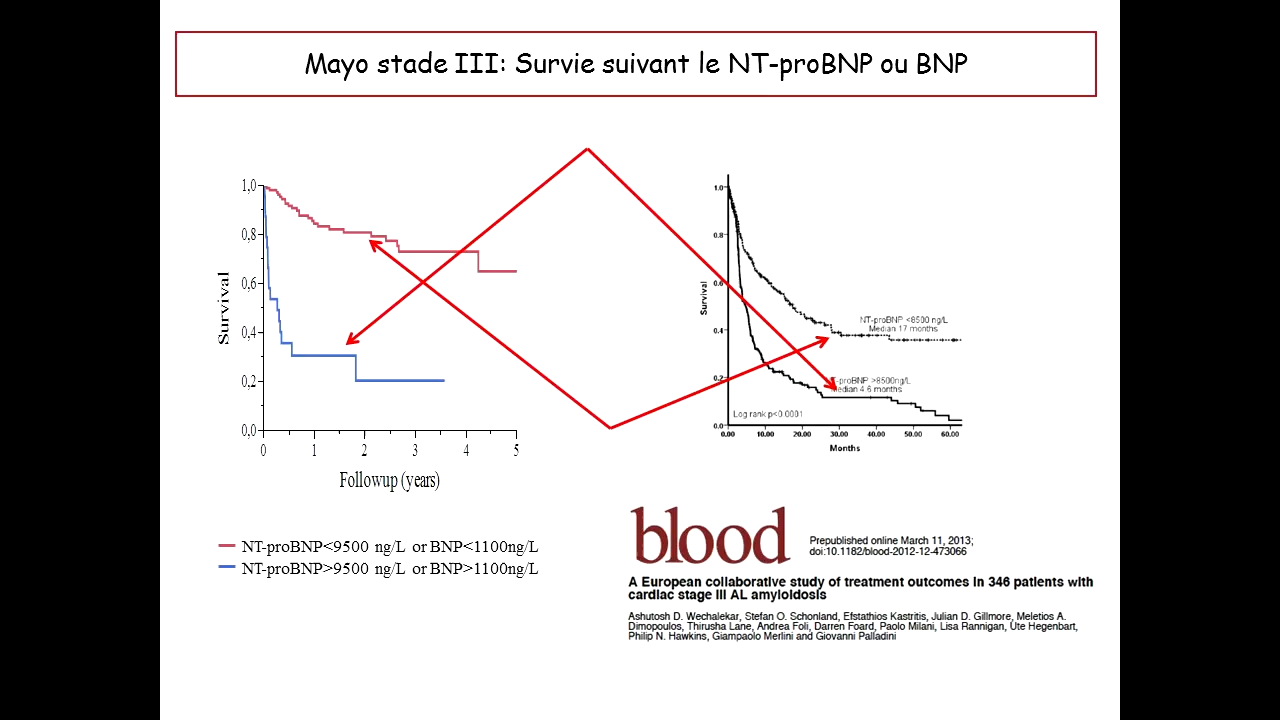 Mayo stade III: Survie suivant le NT-proBNP ou BNP
1,0
0,8
0,6
0,4
0,2
0,0
Survival
0 1 2 3 4 5
Followup (years)
NT-proBNP<9500 ng/L or BNP<1100ng/L
NT-proBNP>9500 ng/L or BNP>1100ng/L
1.0
0.8
0.6
0.4
0.2
0.0
Survival
NT-proBNP <8500 ng/L
Median 17 months
T-proBNP >8500ng/L
Median 4.6 months
Log rank p<0.0001
0.00 10.00 20.00 30.00 40.00 50.00 60.00
Months
blood
Prepublished online March 11, 2013;
doi:10.1182/blood-2012-12-473066
A European collaborative study of treatment outcomes in 346 patients with
cardiac stage III AL amyloidosis
Ashutosh D. Wechalekar, Stefan O. Schonland, Efstathios Kastritis, Julian D. Gillmore, Meletios A.
Dimopoulos, Thirusha Lane, Andrea Foli, Darren Foard, Paolo Milani, Lisa Rannigan, Ute Hegenbart,
Philip N. Hawkins, Giampaolo Merlini and Giovanni Palladini